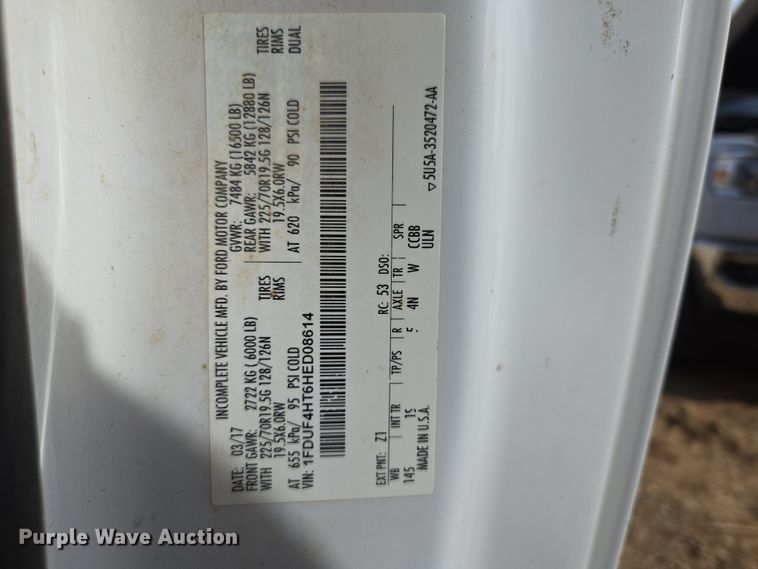 INCOMPLETE VEHICLE MFD. BY FORD MOTOR COMPANY
DATE: 03/17 GVWR: 7484 KG (16500 LB)
FRONT GAWR: 2722 KG ( 6000 LB) REAR GAWR: 5842 KG (12880 LB)
WITH 225/70R19.5G 128/126N TIRES WITH 225/70R19.5G 128/126N TIRES
19.5X6.0RW RIMS 19.5X6.0RW RIMS
AT 655 kPa/ 95 PSI COLD AT 620 kPa/ 90 PSI COLD DUAL
VIN: 1FDUF4HT6HED08614
EXT PNT: Z1 RC: 53 DSO:
WB INT TR TP/PS R AXLE TR SPR
145 1S 4N W CCBB
MADE IN U.S.A. ULN
▽ 5U5A-3520472-AA
Purple Wave Auction